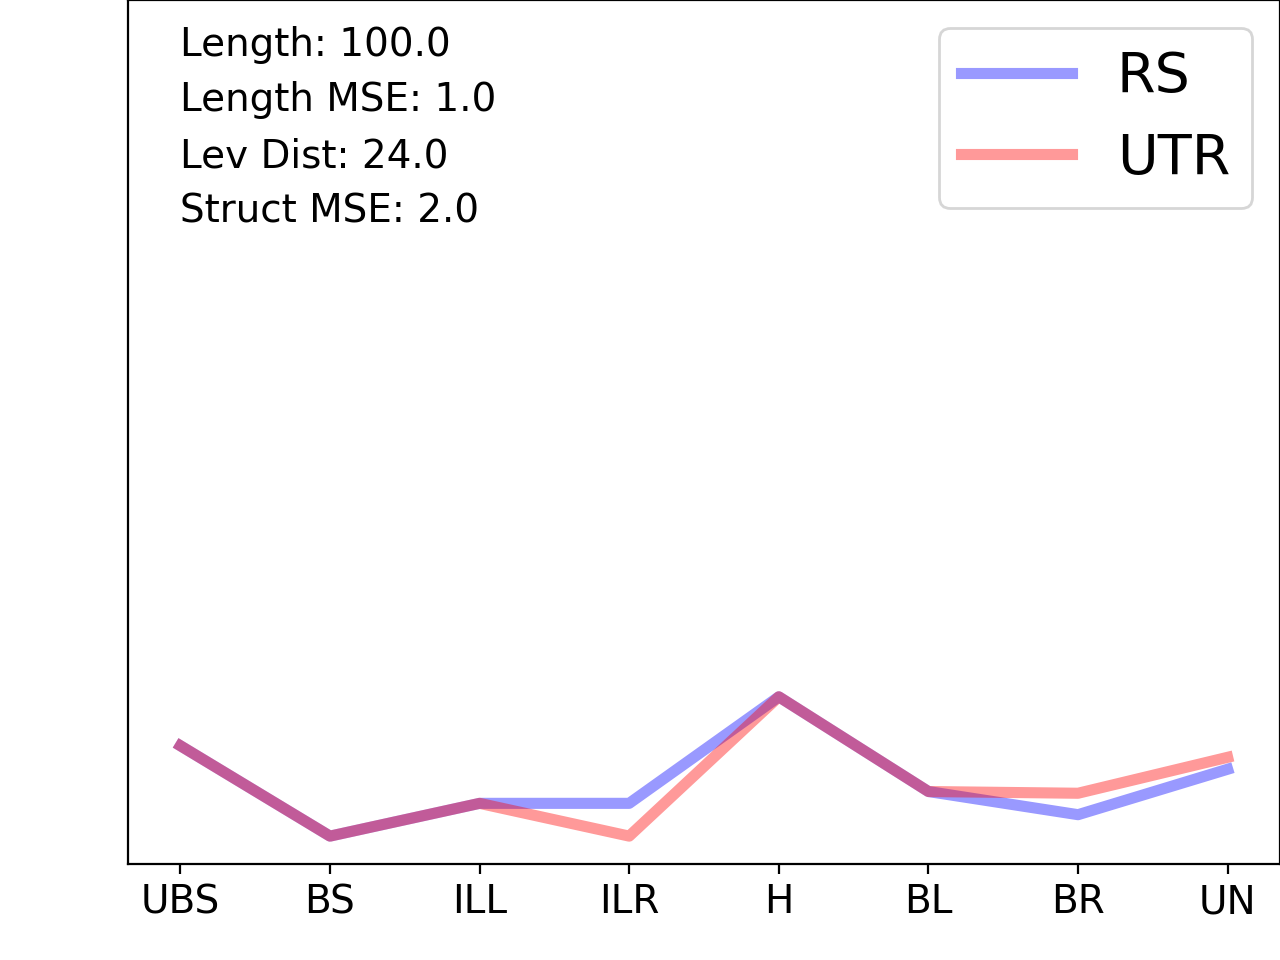 Length: 100.0
Length MSE: 1.0
Lev Dist: 24.0
Struct MSE: 2.0
RS
UTR
UBS BS ILL ILR H BL BR UN